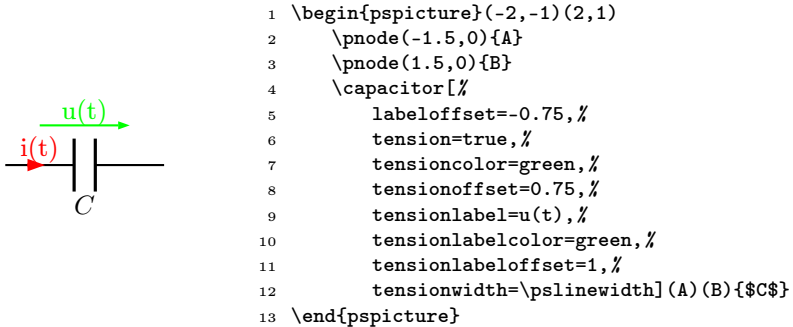 u(t)
i(t)
C
1 \begin{pspicture}(-2,-1)(2,1)
2 \pnode(-1.5,0){A}
3 \pnode(1.5,0){B}
4 \capacitor[%
5 labeloffset=-0.75,%
6 tension=true,%
7 tensioncolor=green,%
8 tensionoffset=0.75,%
9 tensionlabel=u(t),%
10 tensionlabelcolor=green,%
11 tensionlabeloffset=1,%
12 tensionwidth=\pslinewidth](A)(B){$C$}
13 \end{pspicture}